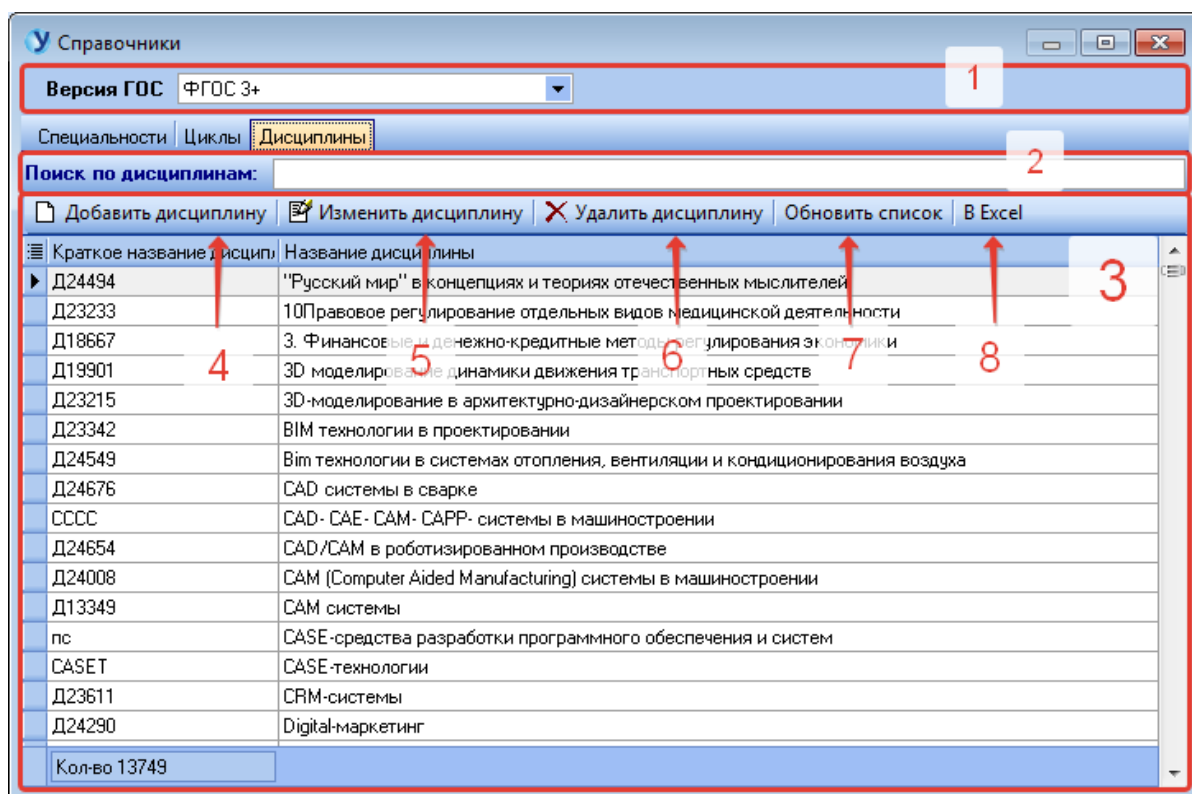 Справочники
1
Версия ГОС ФГОС 3+
Специальности Циклы Дисциплины
2
Поиск по дисциплинам:
Добавить дисциплину Изменить дисциплину Удалить дисциплину Обновить список В Excel
Краткое название дисципл Название дисциплины
3
Д24494 "Русский мир" в концепциях и теориях отечественных мыслителей
Д23233 10Правовое регулирование отдельных видов медицинской деятельности
Д18667 3. Финансовые и денежно-кредитные методы регулирования экономики
4 5 6 7 8
Д19901 3D моделирование динамики движения транспортных средств
Д23215 3D-моделирование в архитектурно-дизайнерском проектировании
Д23342 BIM технологии в проектировании
Д24549 Bim технологии в системах отопления, вентиляции и кондиционирования воздуха
Д24676 CAD системы в сварке
СССС CAD- CAE- CAM- CAPP- системы в машиностроении
Д24654 CAD/CAM в роботизированном производстве
Д24008 CAM (Computer Aided Manufacturing) системы в машиностроении
Д13349 CAM системы
пс CASE-средства разработки программного обеспечения и систем
CASET CASE-технологии
Д23611 CRM-системы
Д24290 Digital-маркетинг
Кол-во 13749